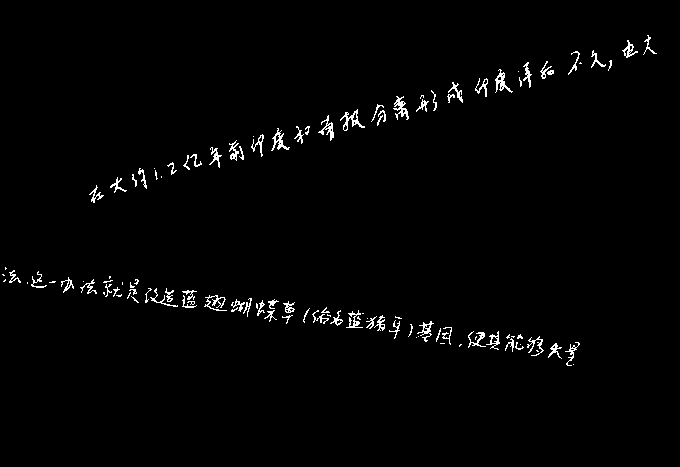 在大约1.2亿年前印度和南极分离形成印度洋后不久，也大
法.这一办法就是改造蓝翅蝴蝶草(俗名蓝猪耳)基因,使其能够大量